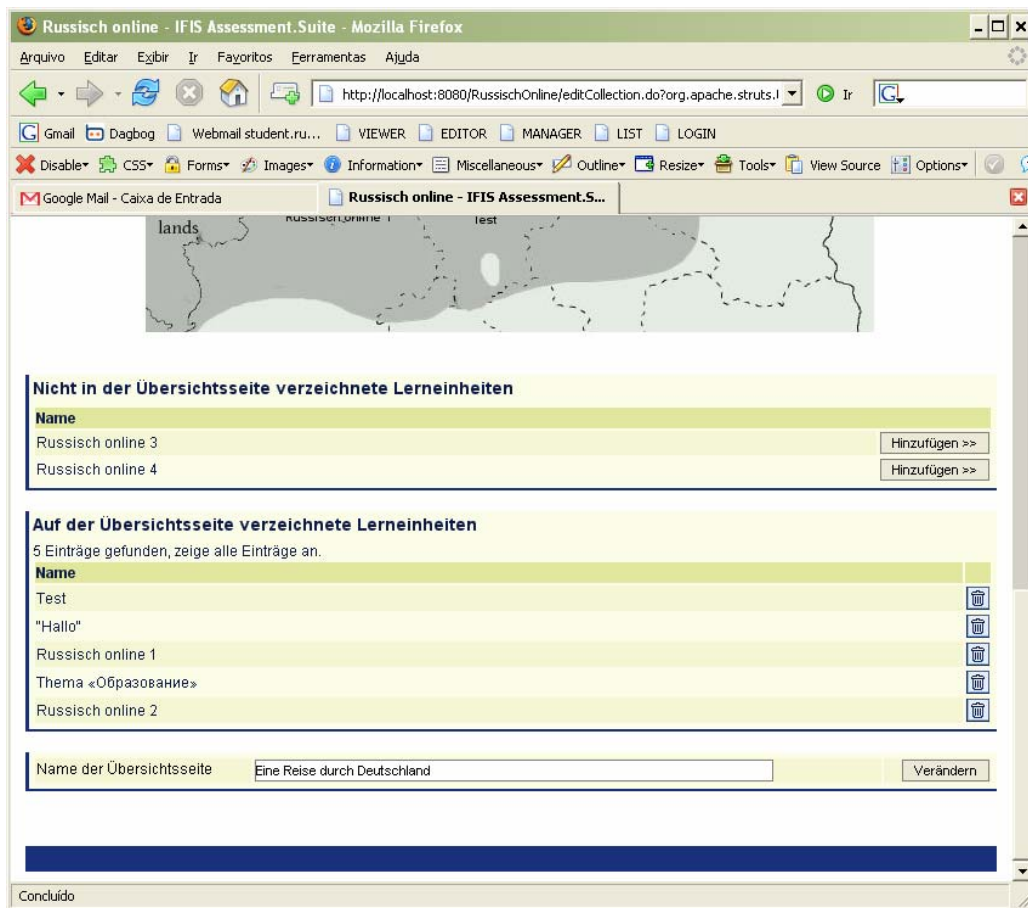 Russisch online - IFIS Assessment.Suite - Mozilla Firefox
Arquivo Editar Exibir Ir Favoritos Ferramentas Ajuda
http://localhost:8080/RussischOnline/editCollection.do?org.apache.struts. Ir
Gmail Dagbog Webmail student.ru... VIEWER EDITOR MANAGER LIST LOGIN
Disable CSS Forms Images Information Miscellaneous Outline Resize Tools View Source Options
Google Mail - Caixa de Entrada Russisch online - IFIS Assessment.S...
Russisch online 1 Test
lands
Nicht in der Übersichtsseite verzeichnete Lerneinheiten
Name
Russisch online 3 Hinzufügen >>
Russisch online 4 Hinzufügen >>
Auf der Übersichtsseite verzeichnete Lerneinheiten
5 Einträge gefunden, zeige alle Einträge an.
Name
Test
"Hallo"
Russisch online 1
Thema «Образование»
Russisch online 2
Name der Übersichtsseite Eine Reise durch Deutschland Verändern
Concluído